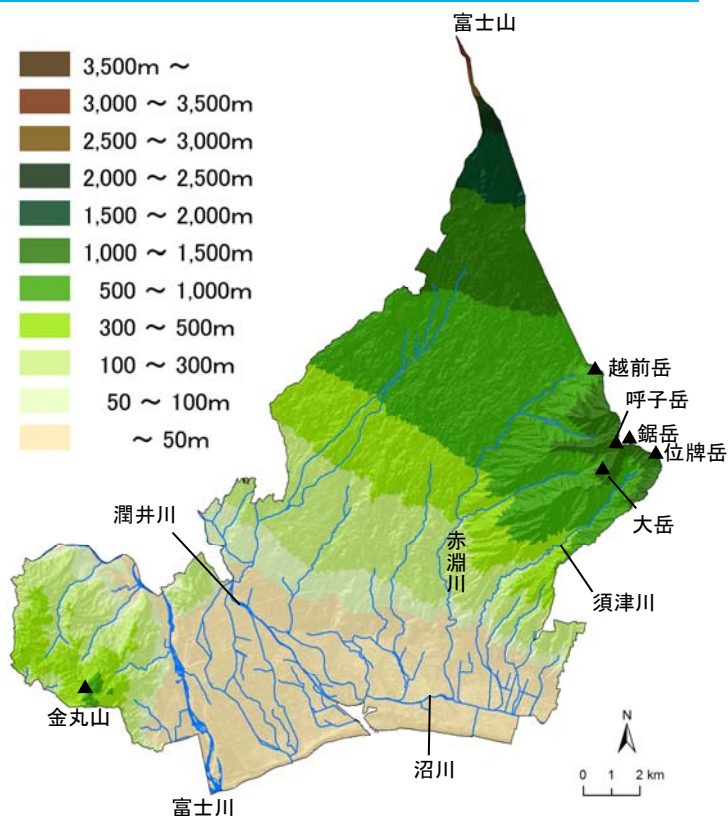 富士山
3,500m ～
3,000 ～ 3,500m
2,500 ～ 3,000m
2,000 ～ 2,500m
1,500 ～ 2,000m
1,000 ～ 1,500m
500 ～ 1,000m
300 ～ 500m
100 ～ 300m
50 ～ 100m
～ 50m
越前岳
呼子岳
鋸岳
位牌岳
大岳
潤井川
赤淵川
須津川
金丸山
沼川
富士川
N
0 1 2 km